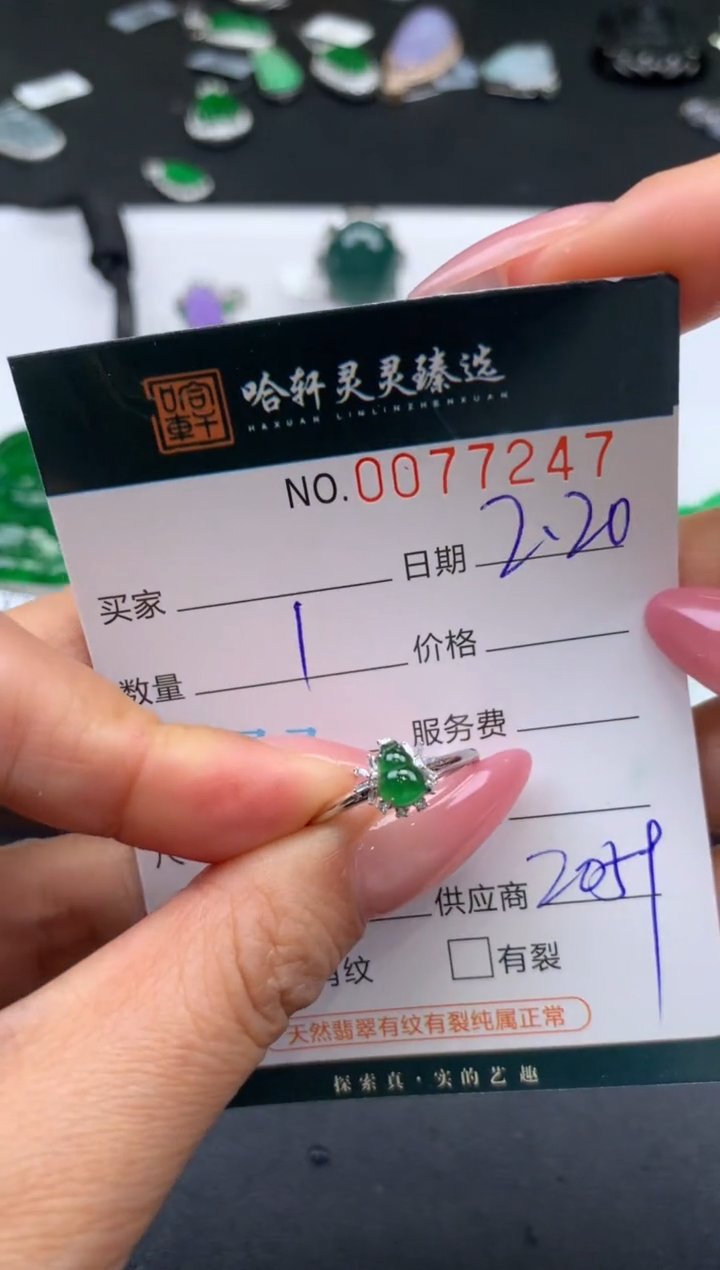 哈轩
哈轩灵灵臻选
HAXUAN LINLINZHENXUAN
NO.0077247
买家 日期 2、20
数量 1 价格
服务费
供应商
有纹 有裂
天然翡翠有纹有裂纯属正常
探索真·实的艺趣